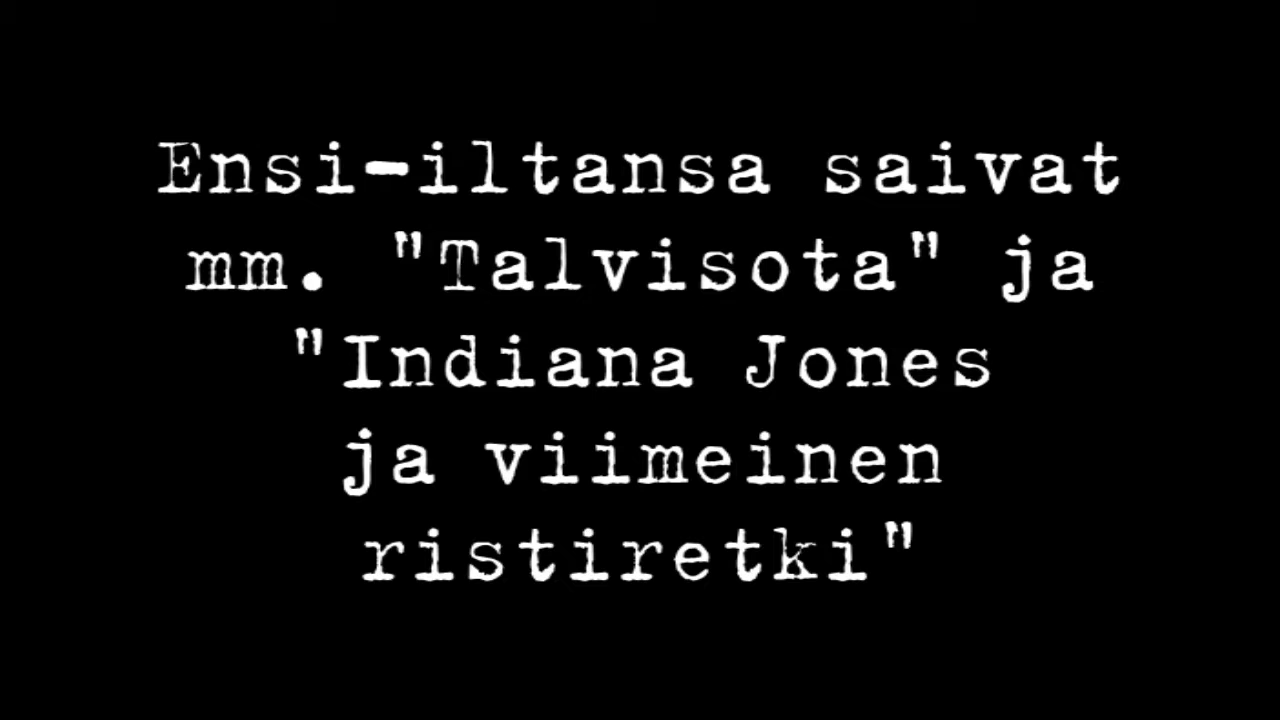 Ensi-iltansa saivat
mm. "Talvisota" ja
"Indiana Jones
ja viimeinen
ristiretki"